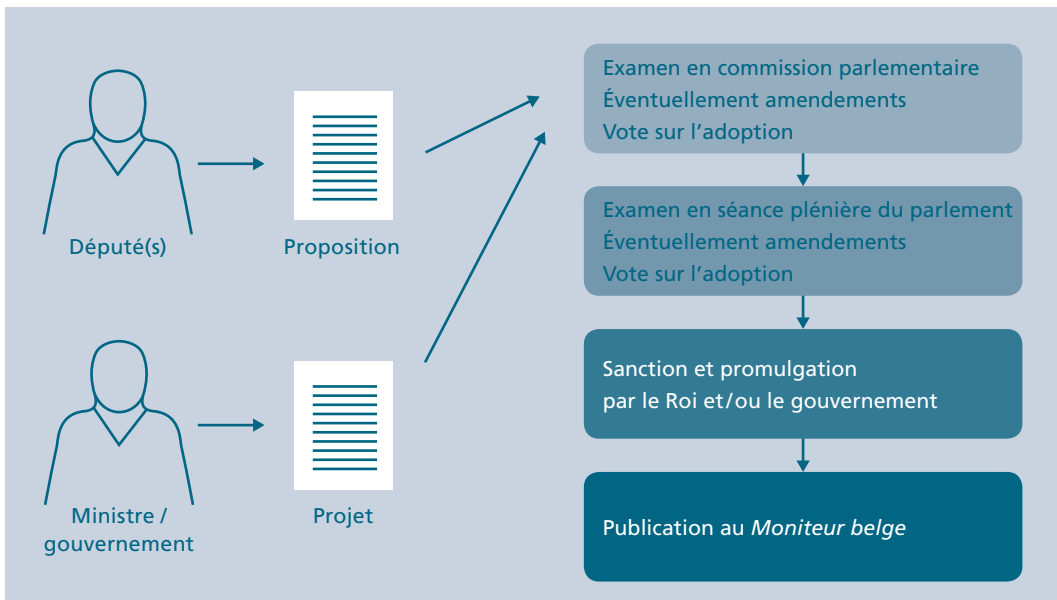 Député(s)
Proposition
Ministre /
gouvernement
Projet
Examen en commission parlementaire
Éventuellement amendements
Vote sur l’adoption
Examen en séance plénière du parlement
Éventuellement amendements
Vote sur l’adoption
Sanction et promulgation
par le Roi et/ou le gouvernement
Publication au Moniteur belge